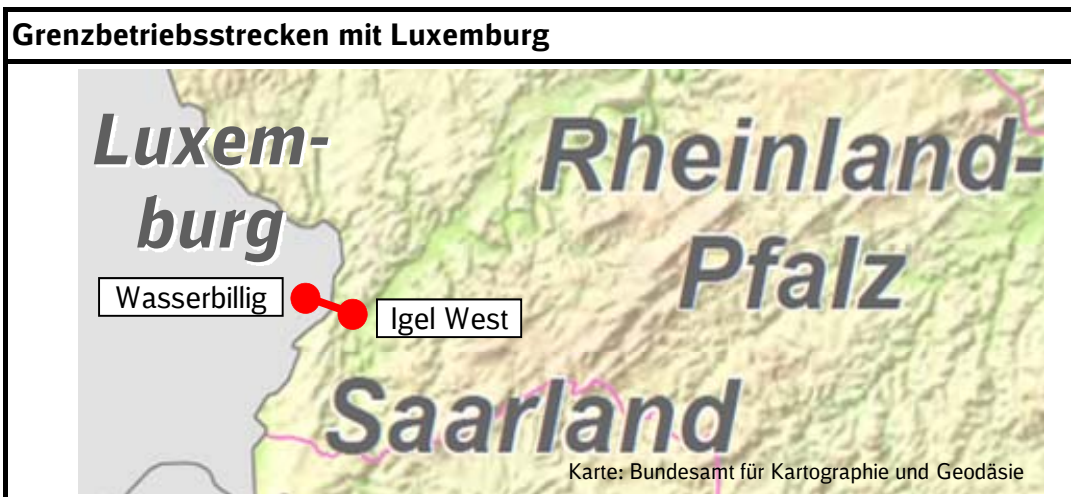 Grenzbetriebsstrecken mit Luxemburg
Luxem-
burg
Rheinland-
Pfalz
Wasserbillig
Igel West
Saarland
Karte: Bundesamt für Kartographie und Geodäsie